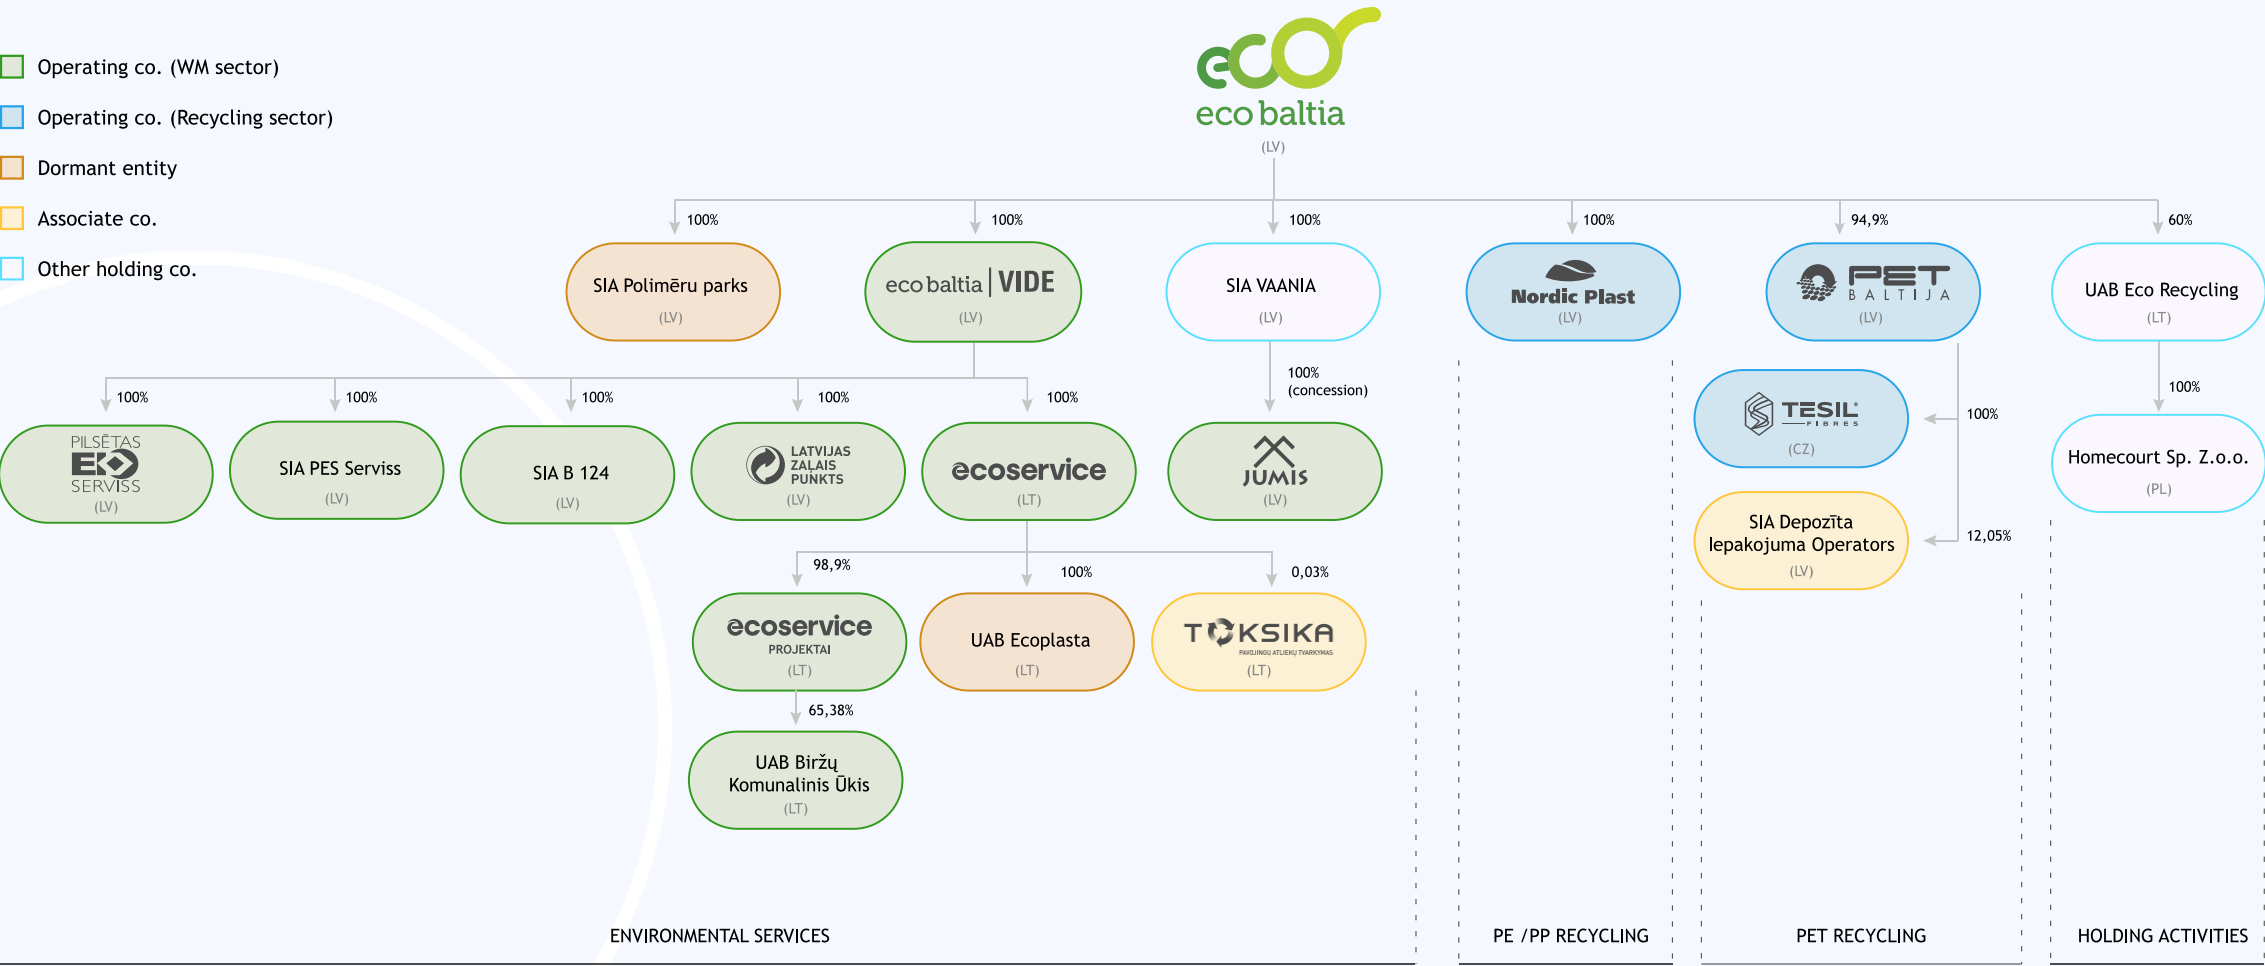 eco
eco baltia
(LV)
Operating co. (WM sector)
Operating co. (Recycling sector)
Dormant entity
Associate co.
Other holding co.
100%
100%
100%
100%
94,9%
60%
SIA Polimēru parks
(LV)
eco baltia | VIDE
(LV)
SIA VAANIA
(LV)
Nordic Plast
(LV)
PET
BALTIJA
(LV)
UAB Eco Recycling
(LT)
100%
100%
100%
100%
100%
100%
(concession)
100%
12,05%
100%
PILSĒTAS
EKO
SERVISS
(LV)
SIA PES Serviss
(LV)
SIA B 124
(LV)
LATVIJAS
ZAĻAIS
PUNKTS
(LV)
ecoservice
(LT)
JUMIS
(LV)
TESIL
FIBRES
(CZ)
SIA Depozīta
Iepakojuma Operators
(LV)
Homecourt Sp. Z.o.o.
(PL)
98,9%
100%
0,03%
ecoservice
PROJEKTAI
(LT)
UAB Ecoplasta
(LT)
TOKSIKA
PAVOJINGŲ ATLIEKŲ TVARKYMAS
(LT)
65,38%
UAB Biržų
Komunalinis Ūkis
(LT)
ENVIRONMENTAL SERVICES
PE /PP RECYCLING
PET RECYCLING
HOLDING ACTIVITIES